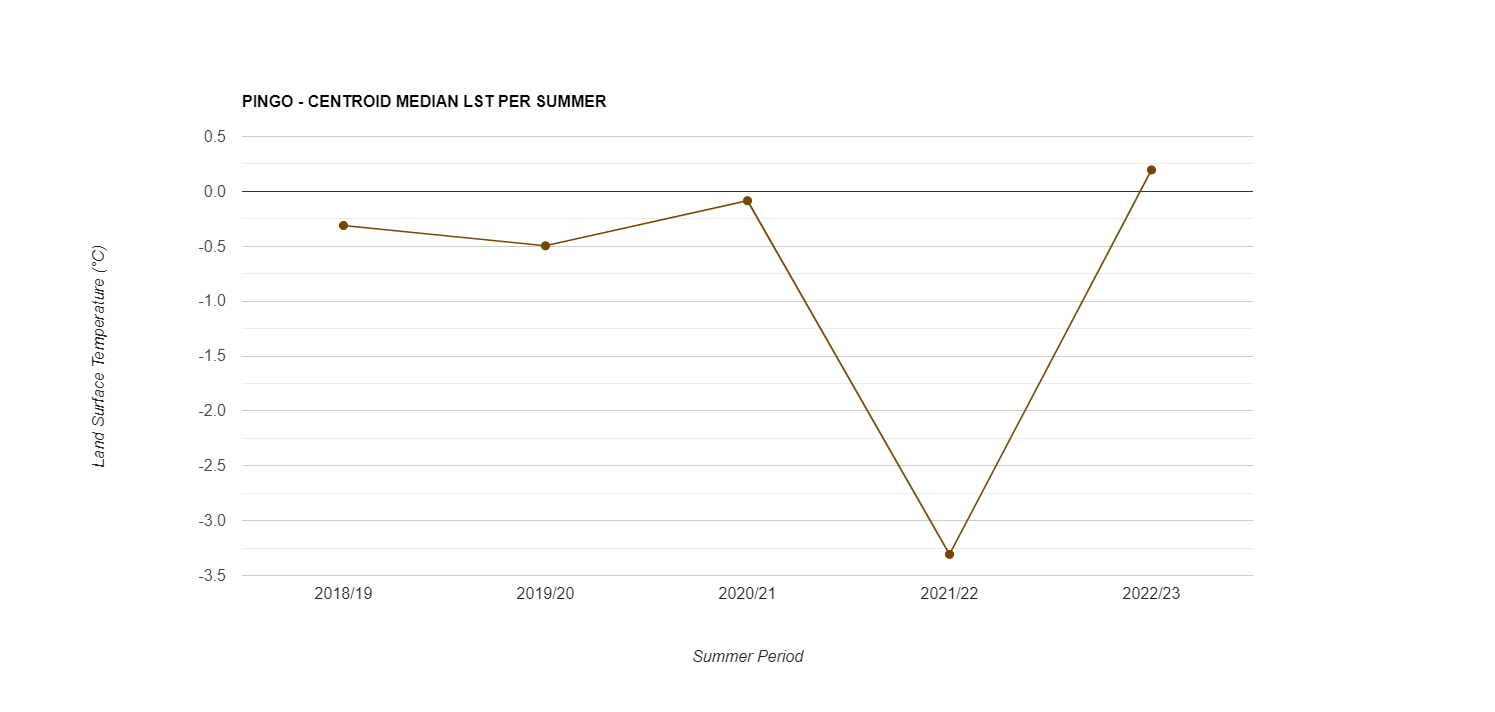 PINGO - CENTROID MEDIAN LST PER SUMMER
0.5
0.0
-0.5
-1.0
-1.5
-2.0
-2.5
-3.0
-3.5
Land Surface Temperature (°C)
2018/19 2019/20 2020/21 2021/22 2022/23
Summer Period